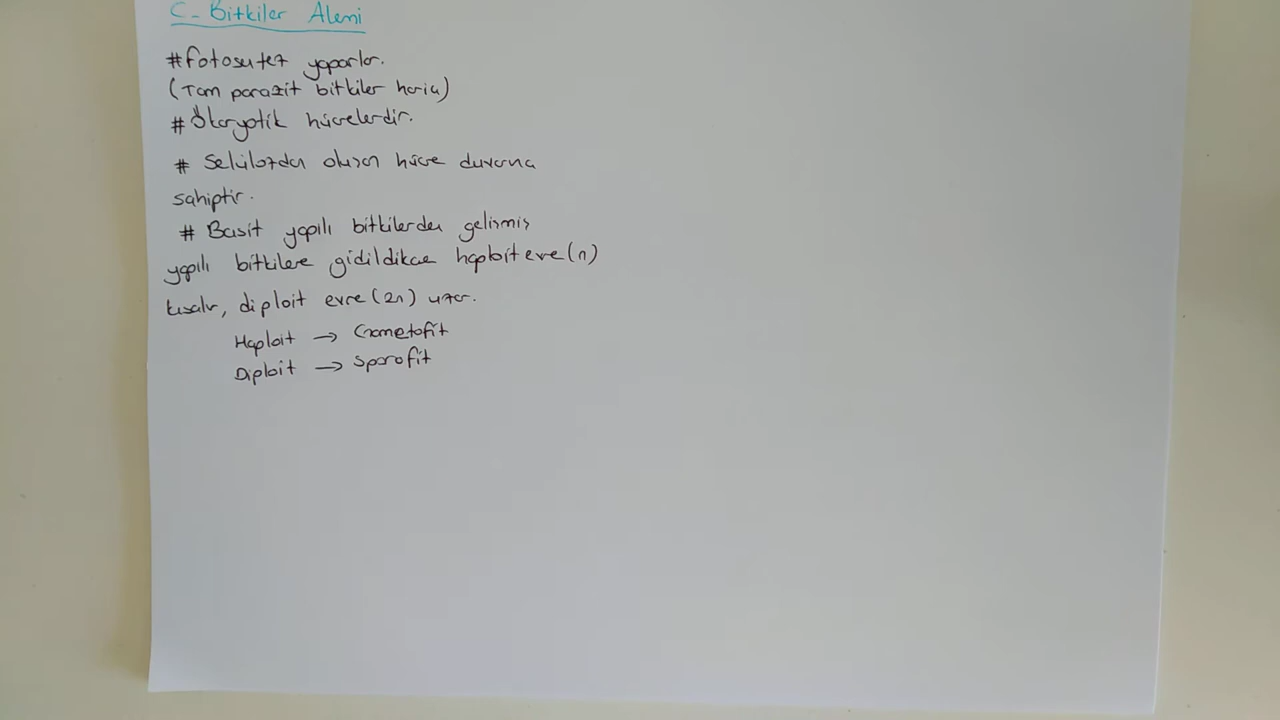 C- Bitkiler Alemi
#fotosentez yaparlar.
(Tam parazit bitkiler hariç)
# Ökaryotik hücrelerdir.
# Selülozdan oluşan hücre duvarına
sahiptir.
# Basit yapılı bitkilerden gelişmiş
yapılı bitkilere gidildikçe haploit evre(n)
kısalır, diploit evre(2n) uzar.
Haploit → Gametofit
Diploit → Sporofit